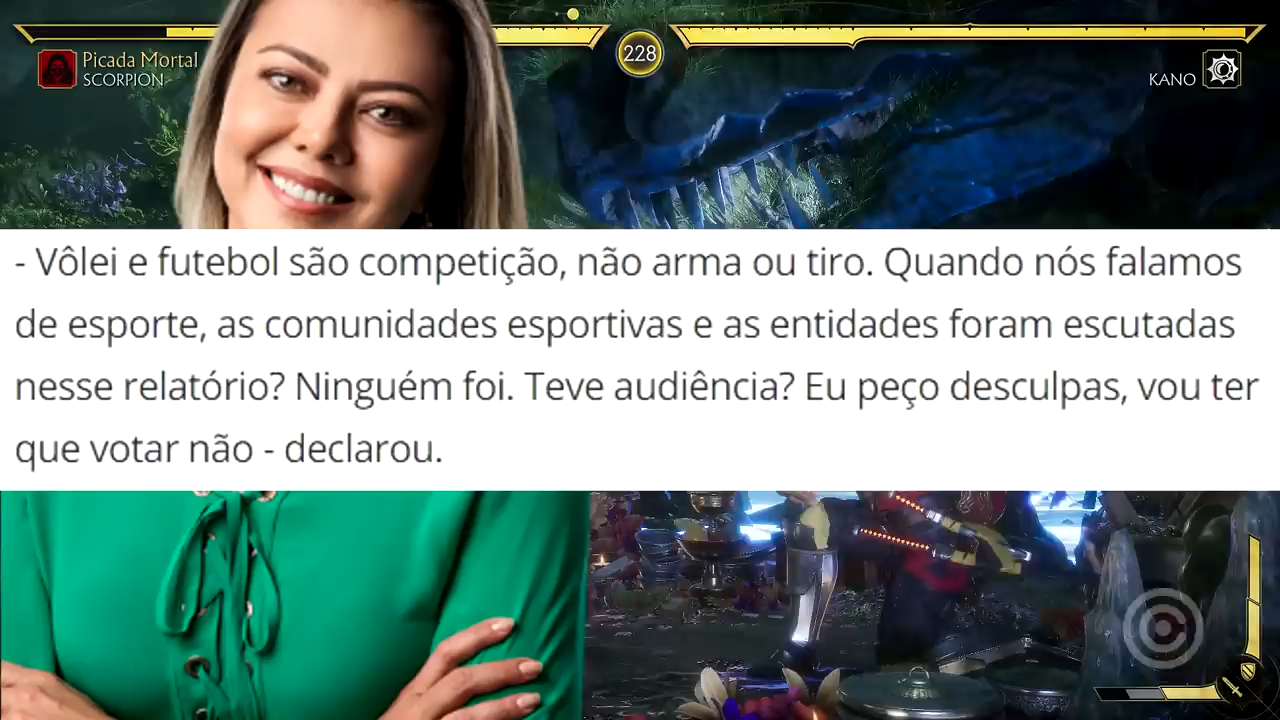 228
Picada Mortal
SCORPION
KANO
- Vôlei e futebol são competição, não arma ou tiro. Quando nós falamos
de esporte, as comunidades esportivas e as entidades foram escutadas
nesse relatório? Ninguém foi. Teve audiência? Eu peço desculpas, vou ter
que votar não - declarou.